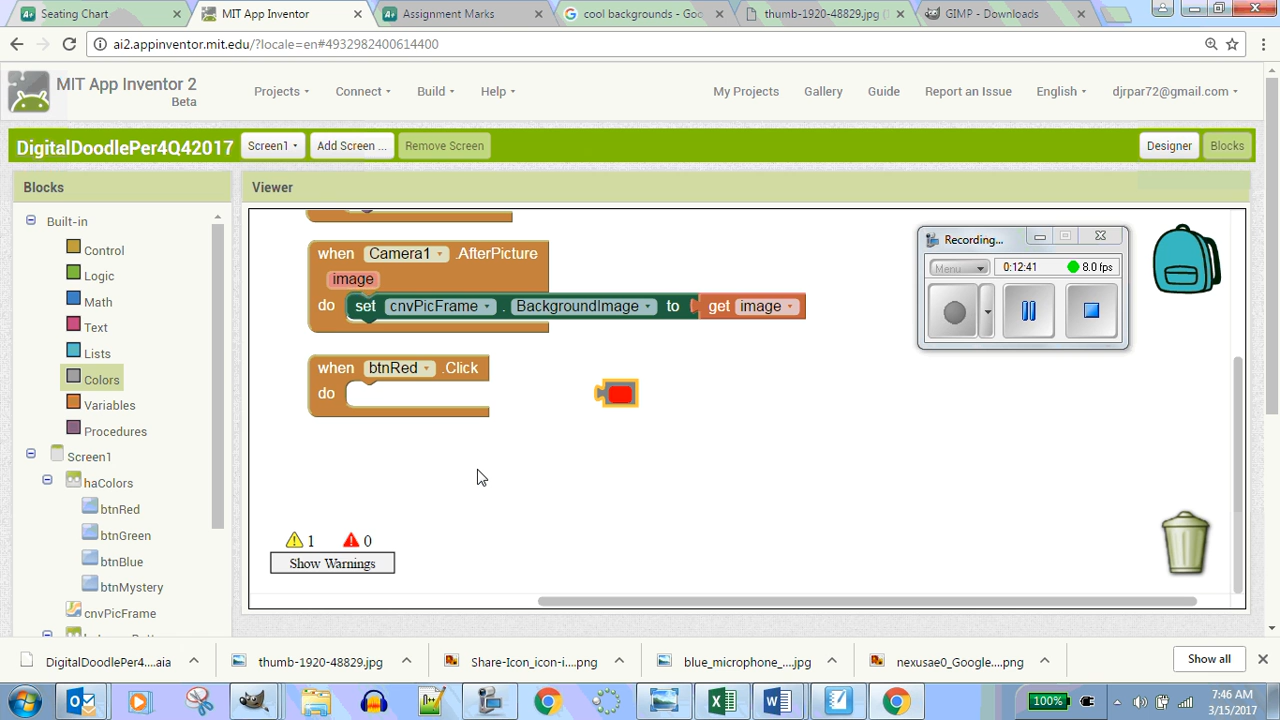 Seating Chart
MIT App Inventor
Assignment Marks
cool backgrounds - Goo
thumb-1920-48829.jpg (
GIMP - Downloads
ai2.appinventor.mit.edu/?locale=en#4932982400614400
MIT App Inventor 2
Beta
Projects
Connect
Build
Help
My Projects
Gallery
Guide
Report an Issue
English
djrpar72@gmail.com
DigitalDoodlePer4Q42017
Screen1
Add Screen ...
Remove Screen
Designer
Blocks
Blocks
Viewer
Built-in
Control
Logic
Math
Text
Lists
Colors
Variables
Procedures
Screen1
haColors
btnRed
btnGreen
btnBlue
btnMystery
cnvPicFrame
when Camera1 .AfterPicture
image
do set cnvPicFrame . BackgroundImage to get image
when btnRed .Click
do
1 0
Show Warnings
Recording...
Menu 0:12:41 8.0 fps
DigitalDoodlePer4....aia
thumb-1920-48829.jpg
Share-Icon_icon-i....png
blue_microphone_....jpg
nexusae0_Google....png
Show all
100%
7:46 AM
3/15/2017